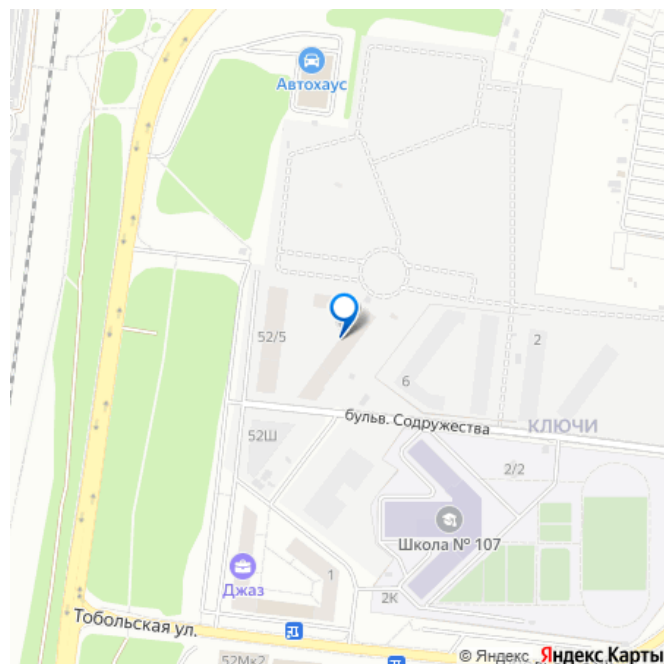 Автохаус
52/5
2
6
бульв. Содружества
КЛЮЧИ
52Ш
2/2
Школа № 107
Джаз
1
2К
Тобольская ул.
52Мк2
© Яндекс Яндекс Карты